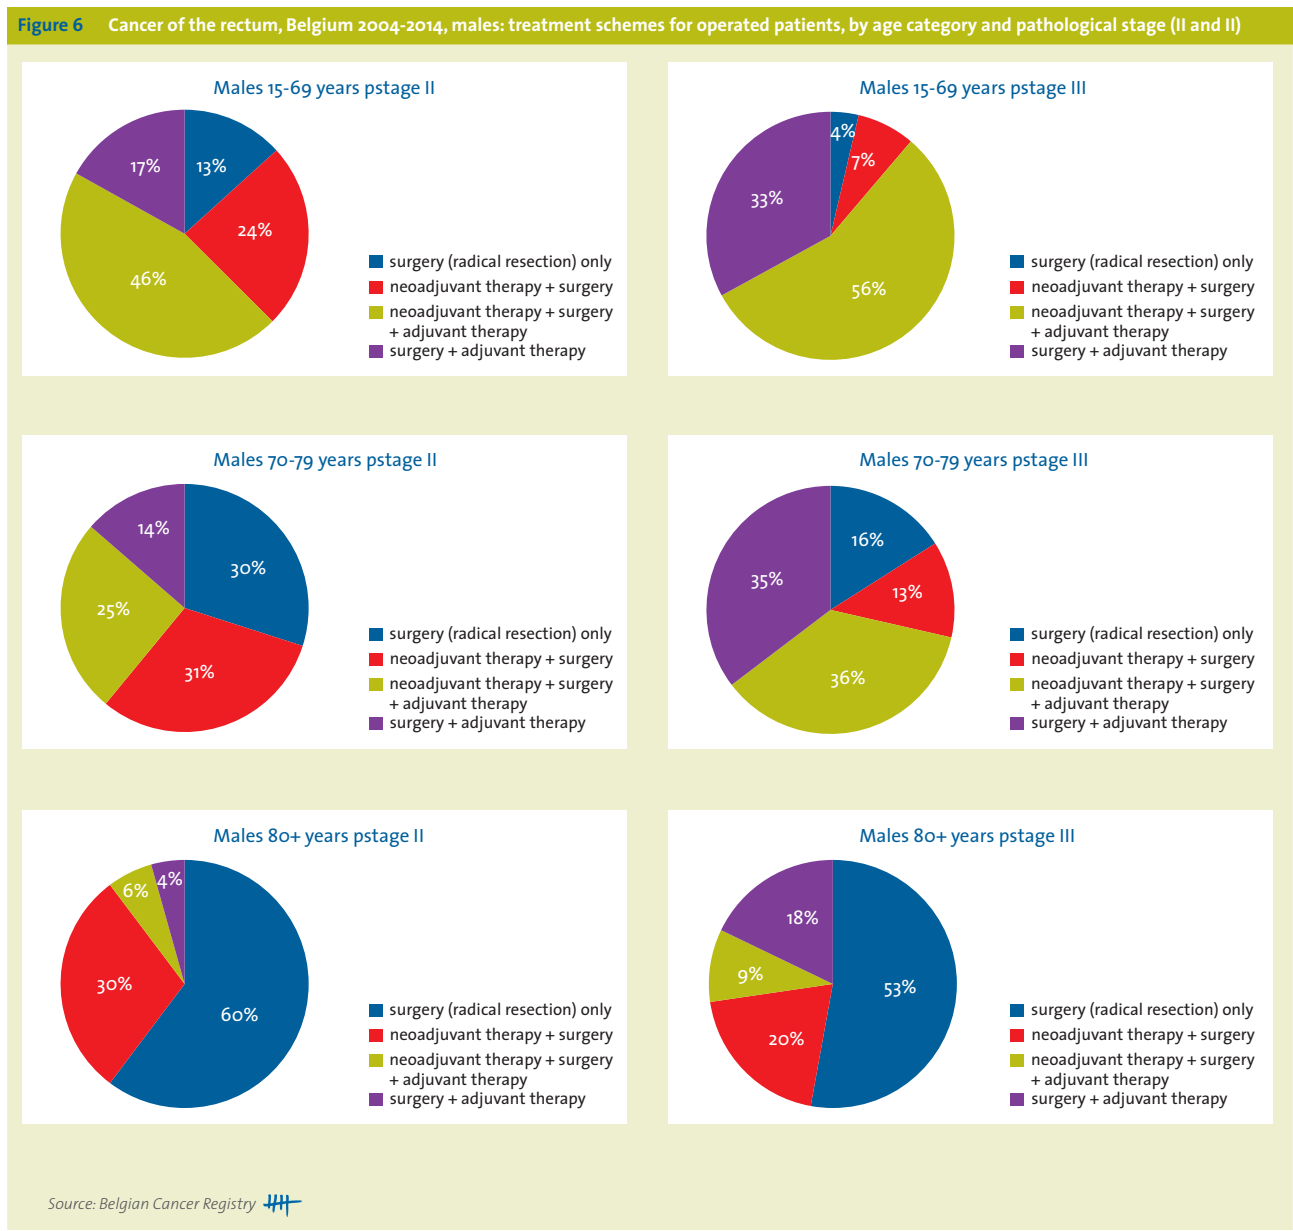 Figure 6 Cancer of the rectum, Belgium 2004-2014, males: treatment schemes for operated patients, by age category and pathological stage (II and II)
Males 15-69 years pstage II
17%
13%
24%
46%
surgery (radical resection) only
neoadjuvant therapy + surgery
neoadjuvant therapy + surgery
+ adjuvant therapy
surgery + adjuvant therapy
Males 15-69 years pstage III
4%
7%
33%
56%
surgery (radical resection) only
neoadjuvant therapy + surgery
neoadjuvant therapy + surgery
+ adjuvant therapy
surgery + adjuvant therapy
Males 70-79 years pstage II
14%
30%
25%
31%
surgery (radical resection) only
neoadjuvant therapy + surgery
neoadjuvant therapy + surgery
+ adjuvant therapy
surgery + adjuvant therapy
Males 70-79 years pstage III
16%
35%
13%
36%
surgery (radical resection) only
neoadjuvant therapy + surgery
neoadjuvant therapy + surgery
+ adjuvant therapy
surgery + adjuvant therapy
Males 80+ years pstage II
4%
6%
30%
60%
surgery (radical resection) only
neoadjuvant therapy + surgery
neoadjuvant therapy + surgery
+ adjuvant therapy
surgery + adjuvant therapy
Males 80+ years pstage III
18%
9%
53%
20%
surgery (radical resection) only
neoadjuvant therapy + surgery
neoadjuvant therapy + surgery
+ adjuvant therapy
surgery + adjuvant therapy
Source: Belgian Cancer Registry